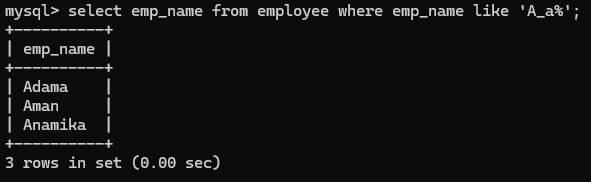 mysql> select emp_name from employee where emp_name like 'A_a%';
+----------+
| emp_name |
+----------+
| Adama    |
| Aman     |
| Anamika  |
+----------+
3 rows in set (0.00 sec)